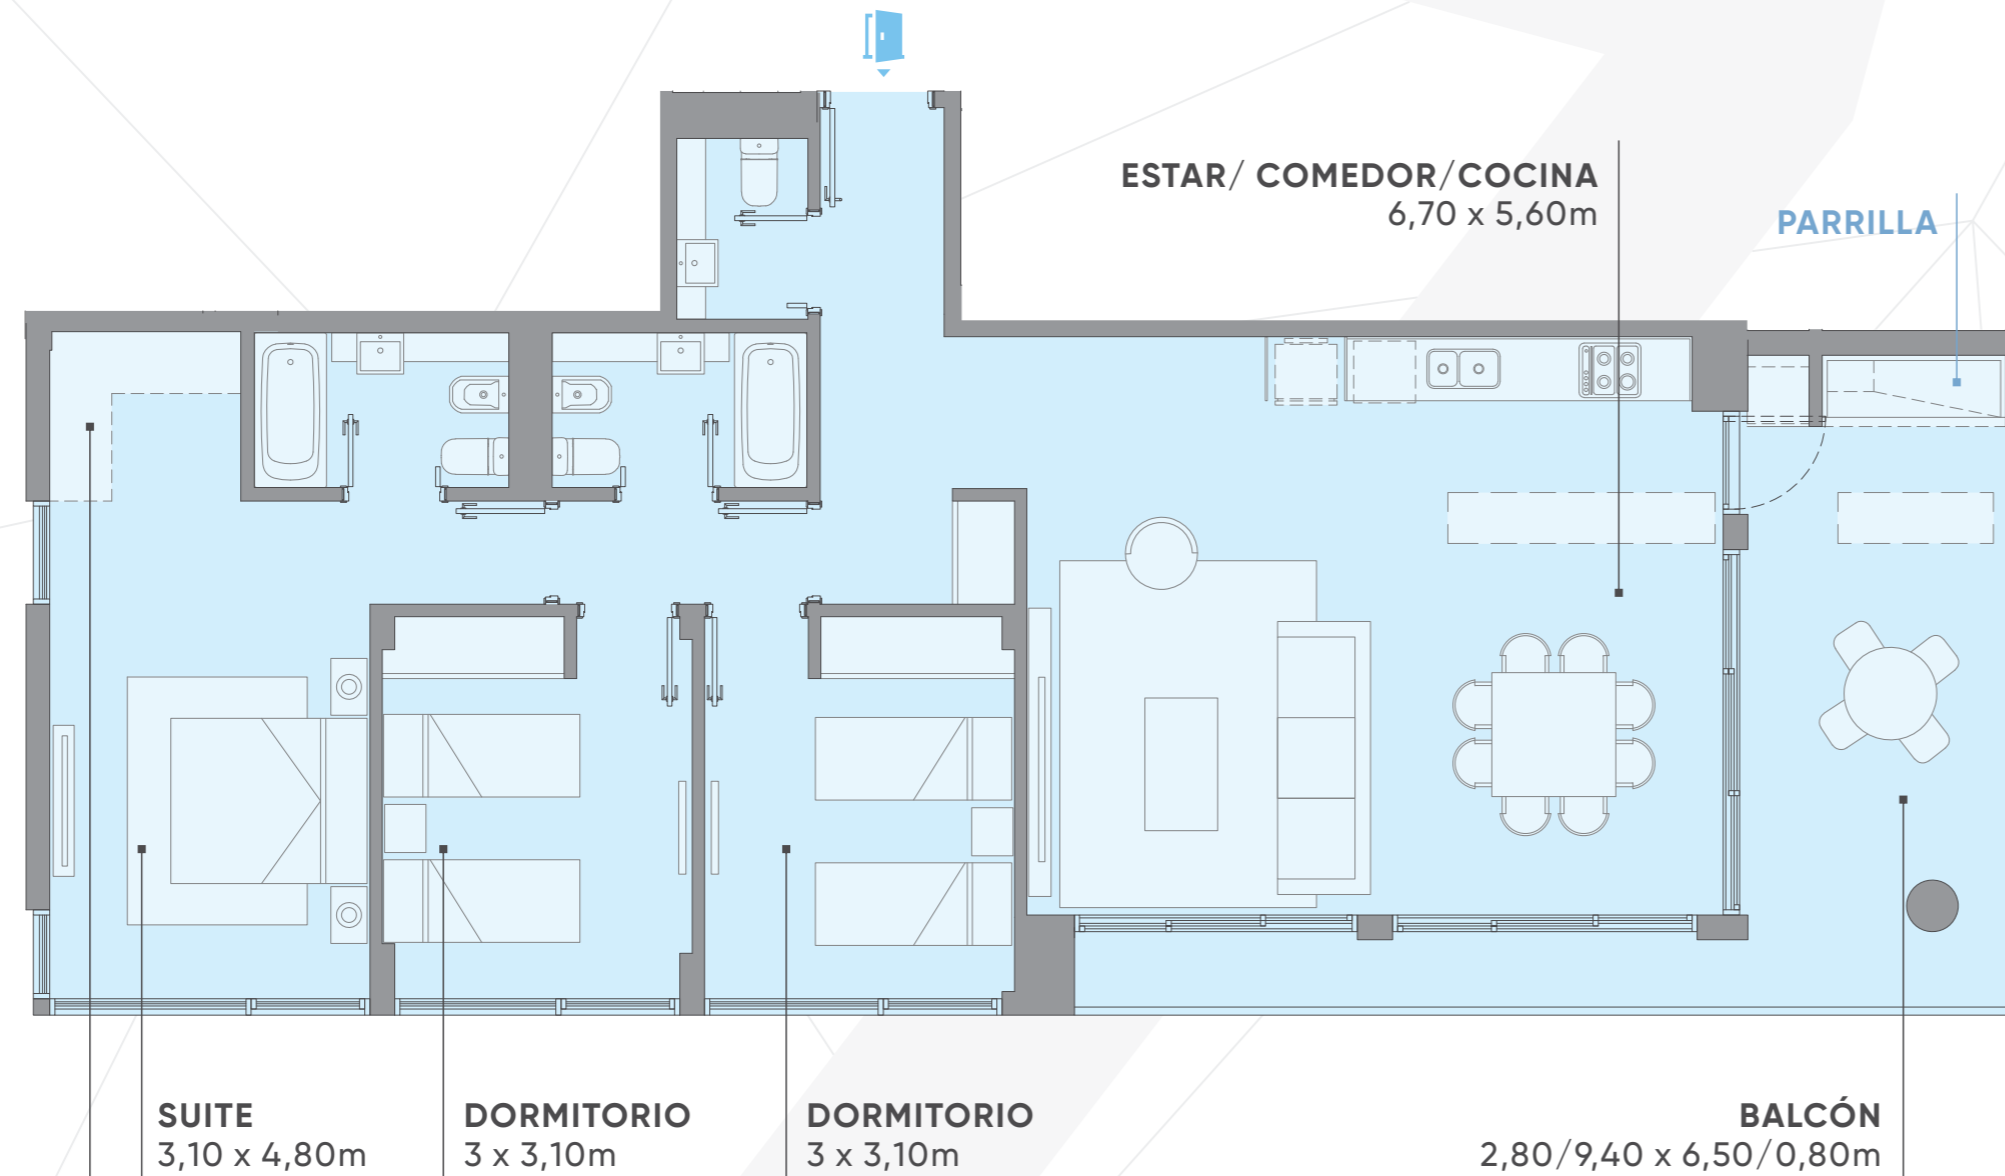 ESTAR/ COMEDOR/COCINA
6,70 x 5,60m
PARRILLA
SUITE
3,10 x 4,80m
DORMITORIO
3 x 3,10m
DORMITORIO
3 x 3,10m
BALCÓN
2,80/9,40 x 6,50/0,80m